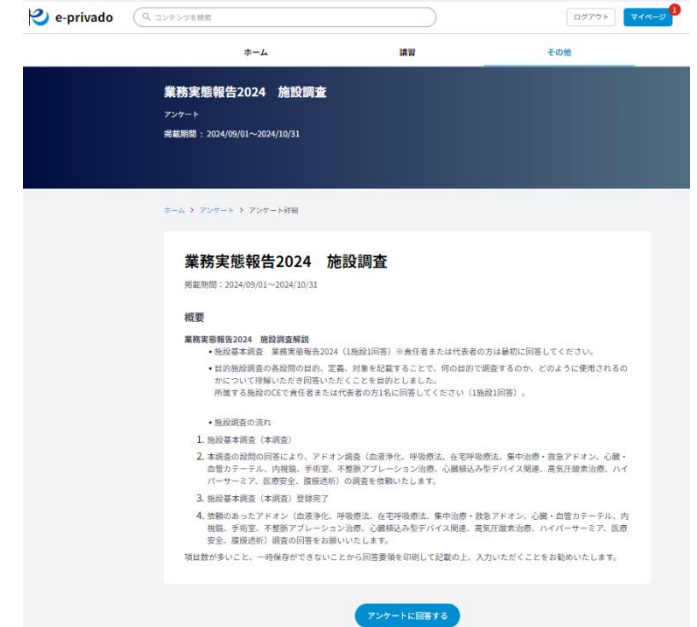 e-privado
コンテンツを検索
ログアウト
マイページ
1
ホーム
講習
その他
業務実態報告2024 施設調査
アンケート
掲載期間 : 2024/09/01～2024/10/31
ホーム > アンケート > アンケート詳細
業務実態報告2024 施設調査
掲載期間 : 2024/09/01～2024/10/31
概要
業務実態報告2024 施設調査解説
• 施設基本調査 業務実態報告2024（1施設1回答）※責任者または代表者の方は最初に回答してください。
• 目的施設調査の各設問の目的、定義、対象を記載することで、何の目的で調査するのか、どのように使用されるの
かについて理解いただき回答いただくことを目的としました。
所属する施設のCEで責任者または代表者の方1名に回答してください（1施設1回答）。
• 施設調査の流れ
1. 施設基本調査（本調査）
2. 本調査の設問の回答により、アドオン調査（血液浄化、呼吸療法、在宅呼吸療法、集中治療・救急アドオン、心臓・
血管カテーテル、内視鏡、手術室、不整脈アブレーション治療、心臓植込み型デバイス関連、高気圧酸素治療、ハイ
パーサーミア、医療安全、腹膜透析）の調査を依頼いたします。
3. 施設基本調査（本調査）登録完了
4. 依頼のあったアドオン（血液浄化、呼吸療法、在宅呼吸療法、集中治療・救急アドオン、心臓・血管カテーテル、内
視鏡、手術室、不整脈アブレーション治療、心臓植込み型デバイス関連、高気圧酸素治療、ハイパーサーミア、医療
安全、腹膜透析）調査の回答をお願いいたします。
項目数が多いこと、一時保存ができないことから回答要領を印刷して記載の上、入力いただくことをお勧めいたします。
アンケートに回答する